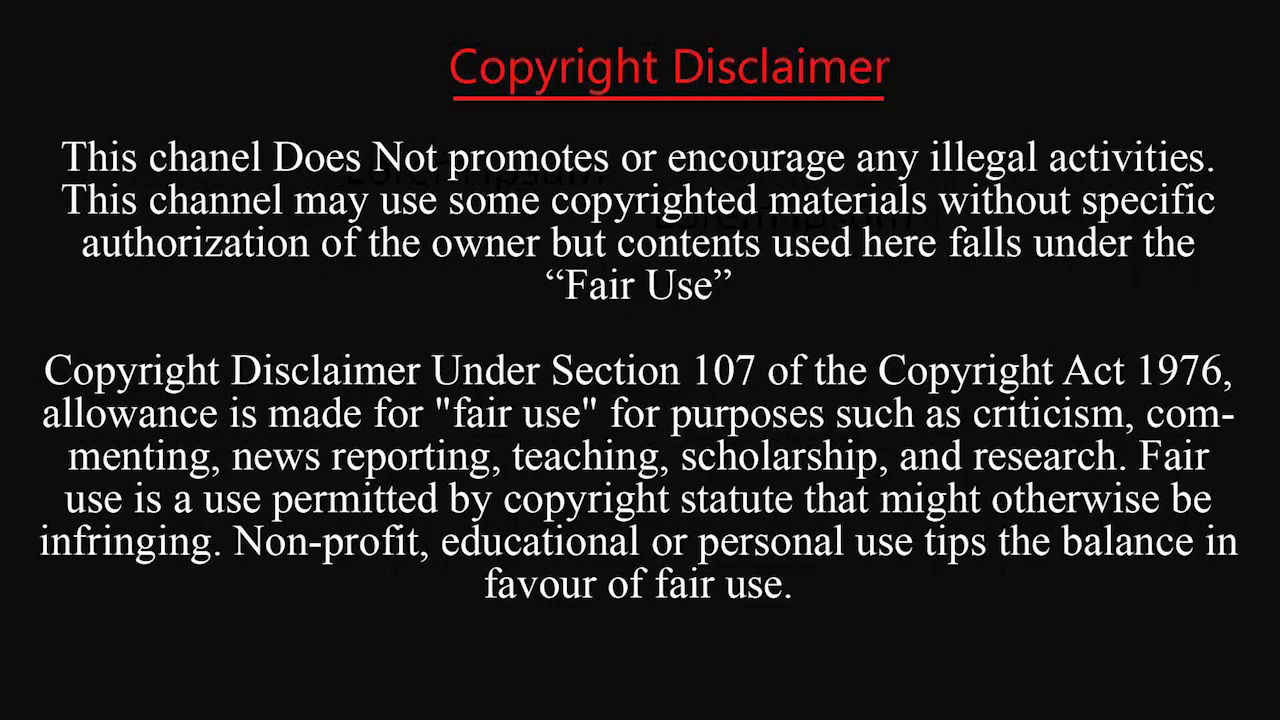 Copyright Disclaimer
This chanel Does Not promotes or encourage any illegal activities.
This channel may use some copyrighted materials without specific
authorization of the owner but contents used here falls under the
“Fair Use”
Copyright Disclaimer Under Section 107 of the Copyright Act 1976,
allowance is made for "fair use" for purposes such as criticism, com-
menting, news reporting, teaching, scholarship, and research. Fair
use is a use permitted by copyright statute that might otherwise be
infringing. Non-profit, educational or personal use tips the balance in
favour of fair use.